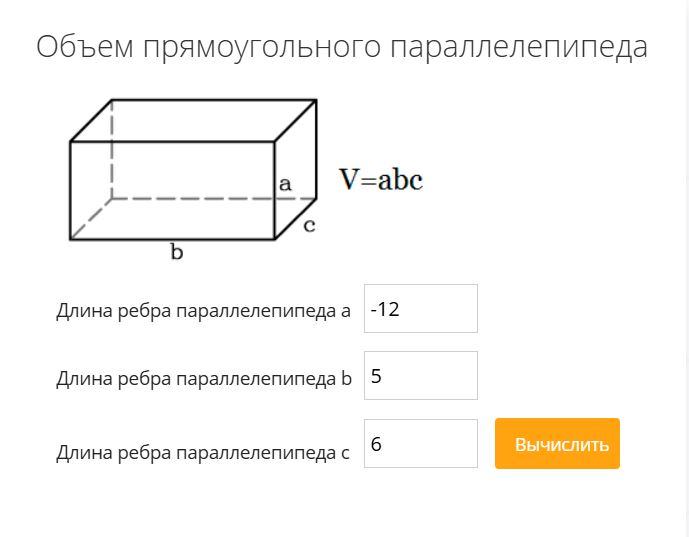 Объем прямоугольного параллелепипеда
a
V=abc
c
b
Длина ребра параллелепипеда a
-12
Длина ребра параллелепипеда b
5
Длина ребра параллелепипеда c
6
Вычислить